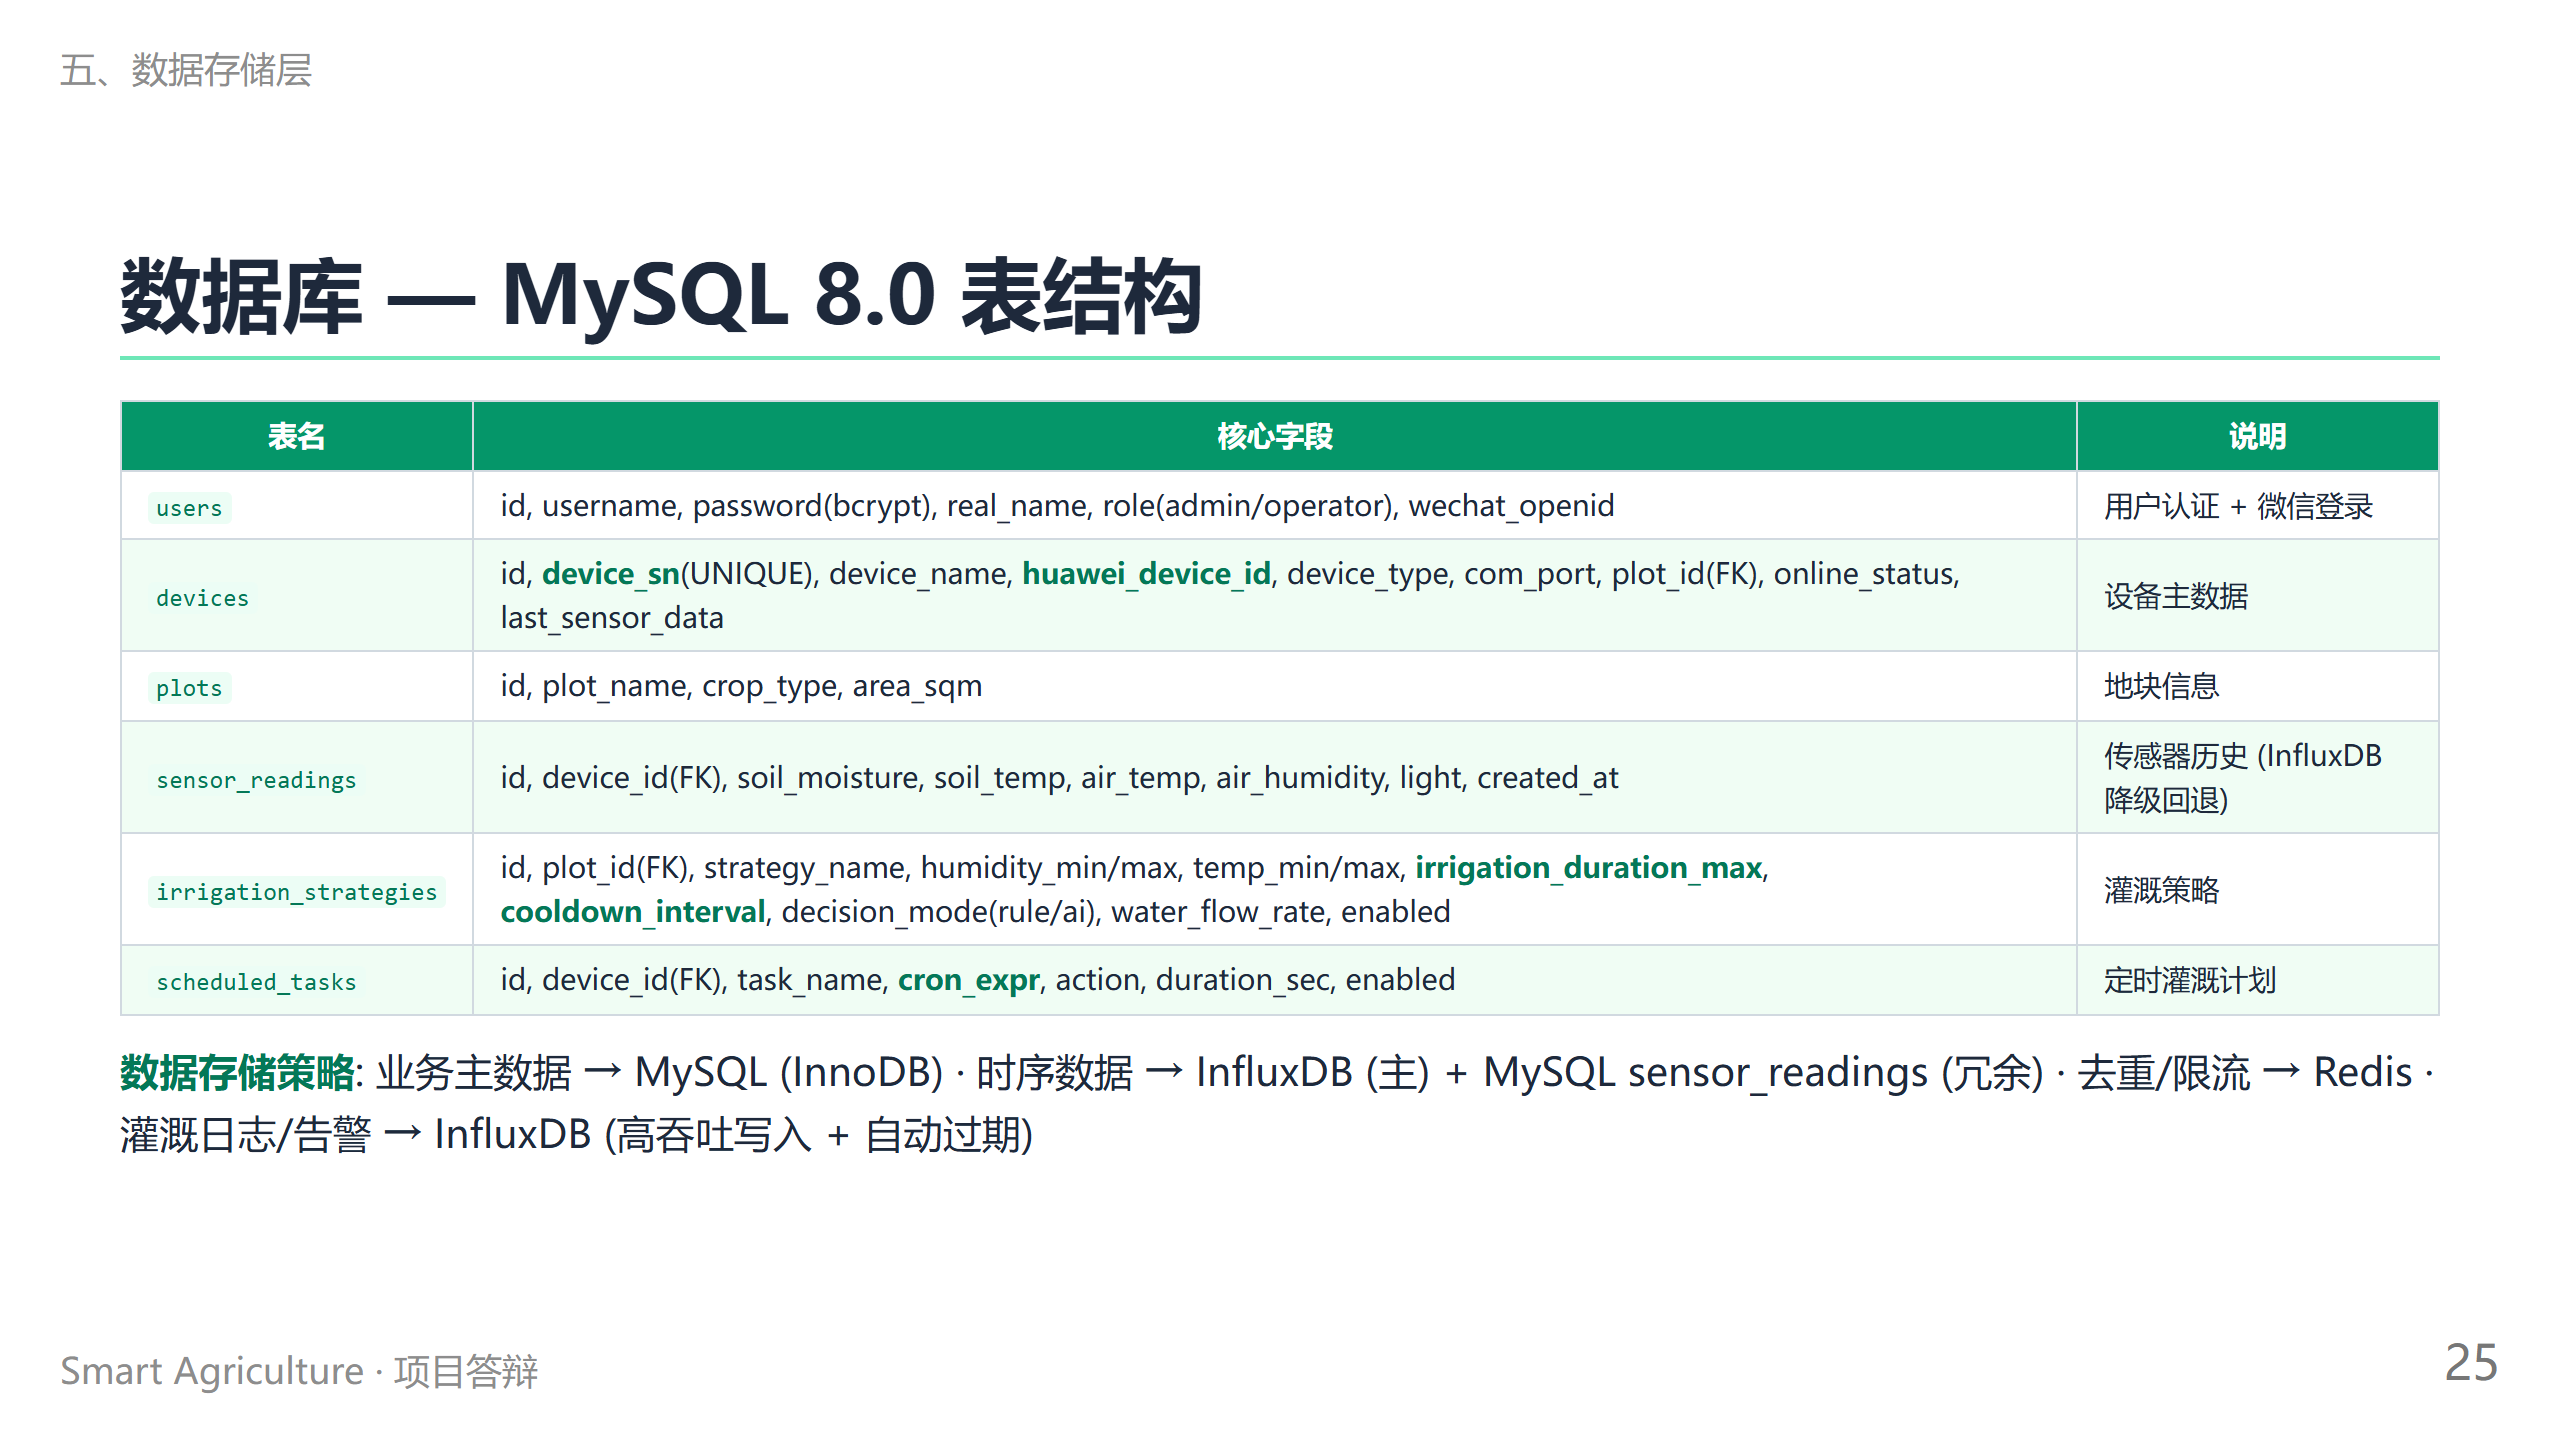 五、数据存储层
数据库 — MySQL 8.0 表结构
表名 核心字段 说明
users id, username, password(bcrypt), real_name, role(admin/operator), wechat_openid 用户认证 + 微信登录
devices id, device_sn(UNIQUE), device_name, huawei_device_id, device_type, com_port, plot_id(FK), online_status,
last_sensor_data 设备主数据
plots id, plot_name, crop_type, area_sqm 地块信息
sensor_readings id, device_id(FK), soil_moisture, soil_temp, air_temp, air_humidity, light, created_at 传感器历史 (InfluxDB
降级回退)
irrigation_strategies id, plot_id(FK), strategy_name, humidity_min/max, temp_min/max, irrigation_duration_max,
cooldown_interval, decision_mode(rule/ai), water_flow_rate, enabled 灌溉策略
scheduled_tasks id, device_id(FK), task_name, cron_expr, action, duration_sec, enabled 定时灌溉计划
数据存储策略: 业务主数据 → MySQL (InnoDB) · 时序数据 → InfluxDB (主) + MySQL sensor_readings (冗余) · 去重/限流 → Redis ·
灌溉日志/告警 → InfluxDB (高吞吐写入 + 自动过期)
Smart Agriculture · 项目答辩
25